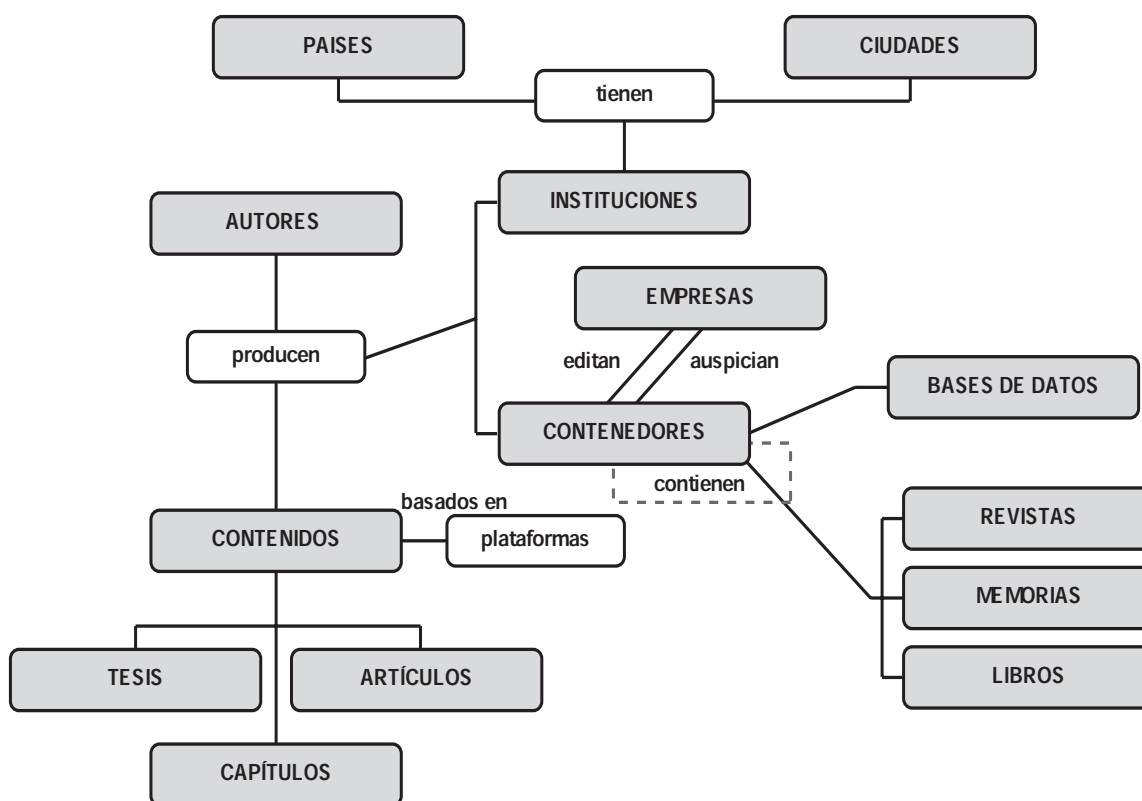 PAISES
CIUDADES
tienen
INSTITUCIONES
AUTORES
EMPRESAS
producen
editan
auspician
BASES DE DATOS
CONTENEDORES
contienen
basados en
REVISTAS
CONTENIDOS
plataformas
MEMORIAS
TESIS
ARTÍCULOS
LIBROS
CAPÍTULOS